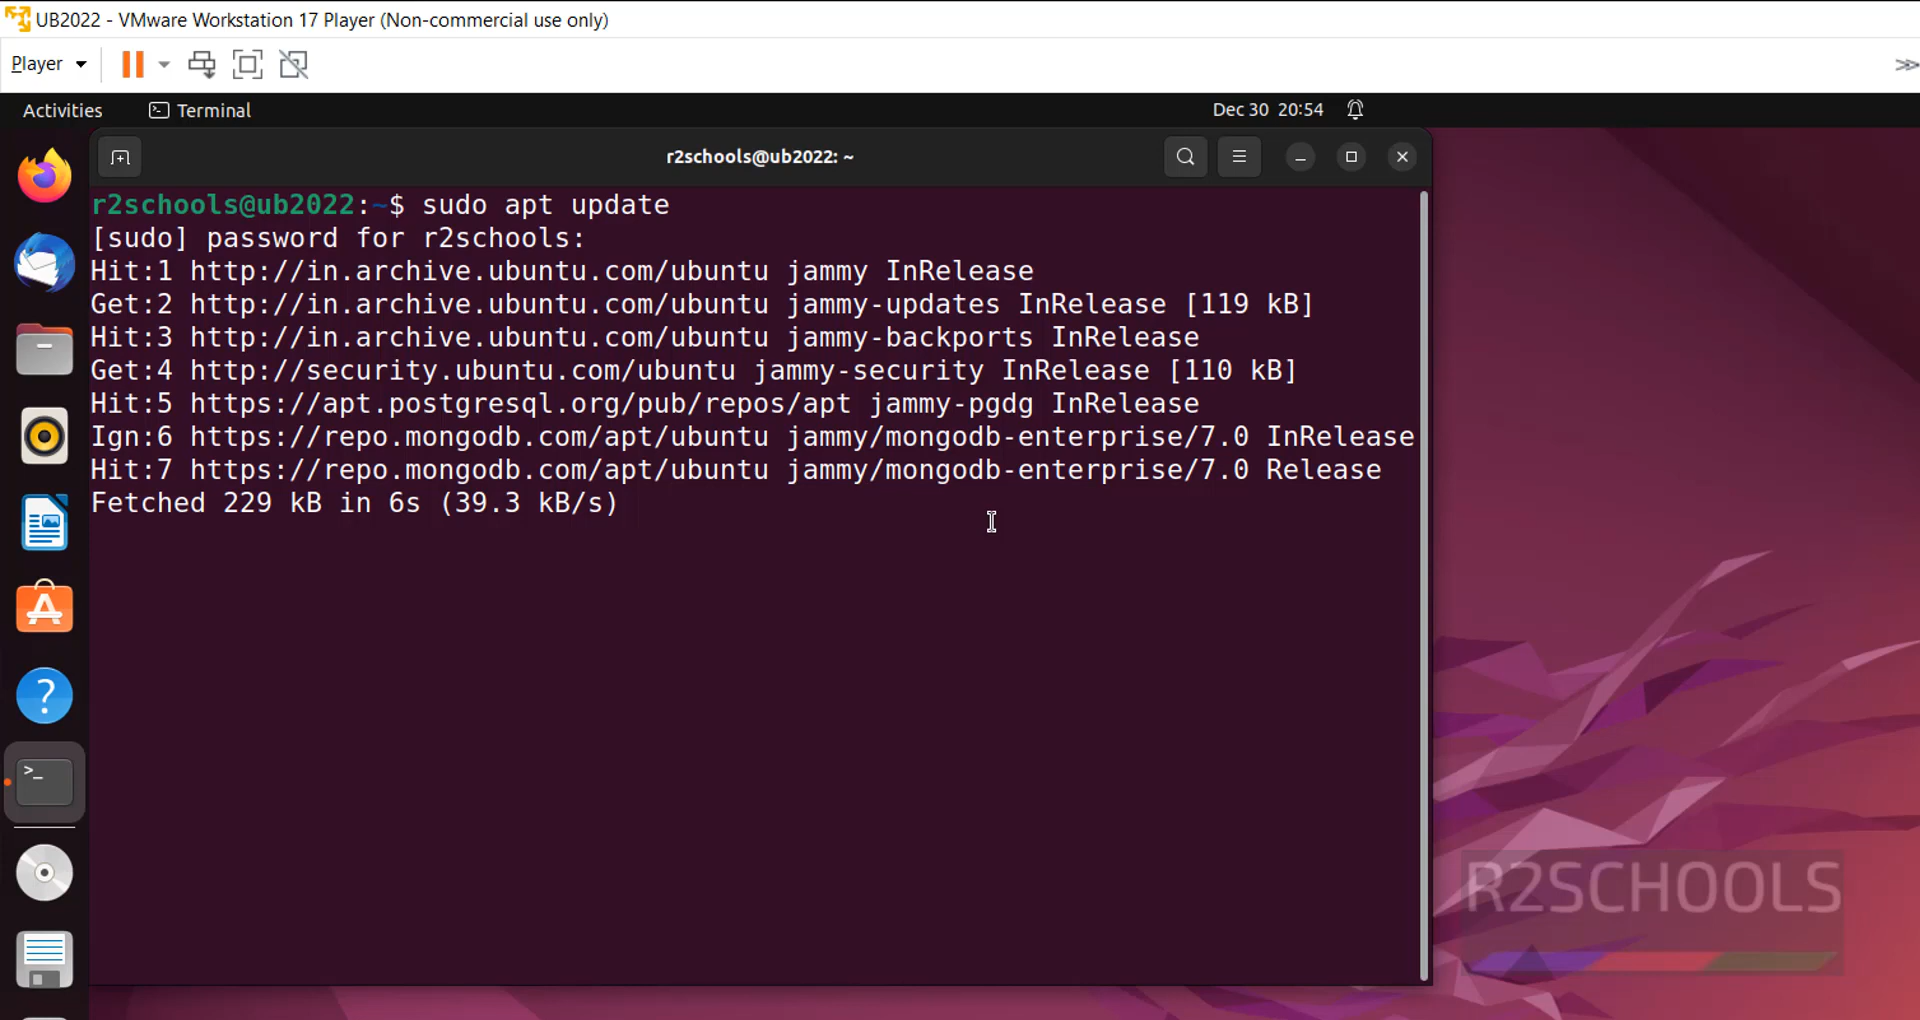 UB2022 - VMware Workstation 17 Player (Non-commercial use only)
Player
Activities Terminal Dec 30 20:54
r2schools@ub2022: ~
r2schools@ub2022:~$ sudo apt update
[sudo] password for r2schools:
Hit:1 http://in.archive.ubuntu.com/ubuntu jammy InRelease
Get:2 http://in.archive.ubuntu.com/ubuntu jammy-updates InRelease [119 kB]
Hit:3 http://in.archive.ubuntu.com/ubuntu jammy-backports InRelease
Get:4 http://security.ubuntu.com/ubuntu jammy-security InRelease [110 kB]
Hit:5 https://apt.postgresql.org/pub/repos/apt jammy-pgdg InRelease
Ign:6 https://repo.mongodb.com/apt/ubuntu jammy/mongodb-enterprise/7.0 InRelease
Hit:7 https://repo.mongodb.com/apt/ubuntu jammy/mongodb-enterprise/7.0 Release
Fetched 229 kB in 6s (39.3 kB/s)
R2SCHOOLS